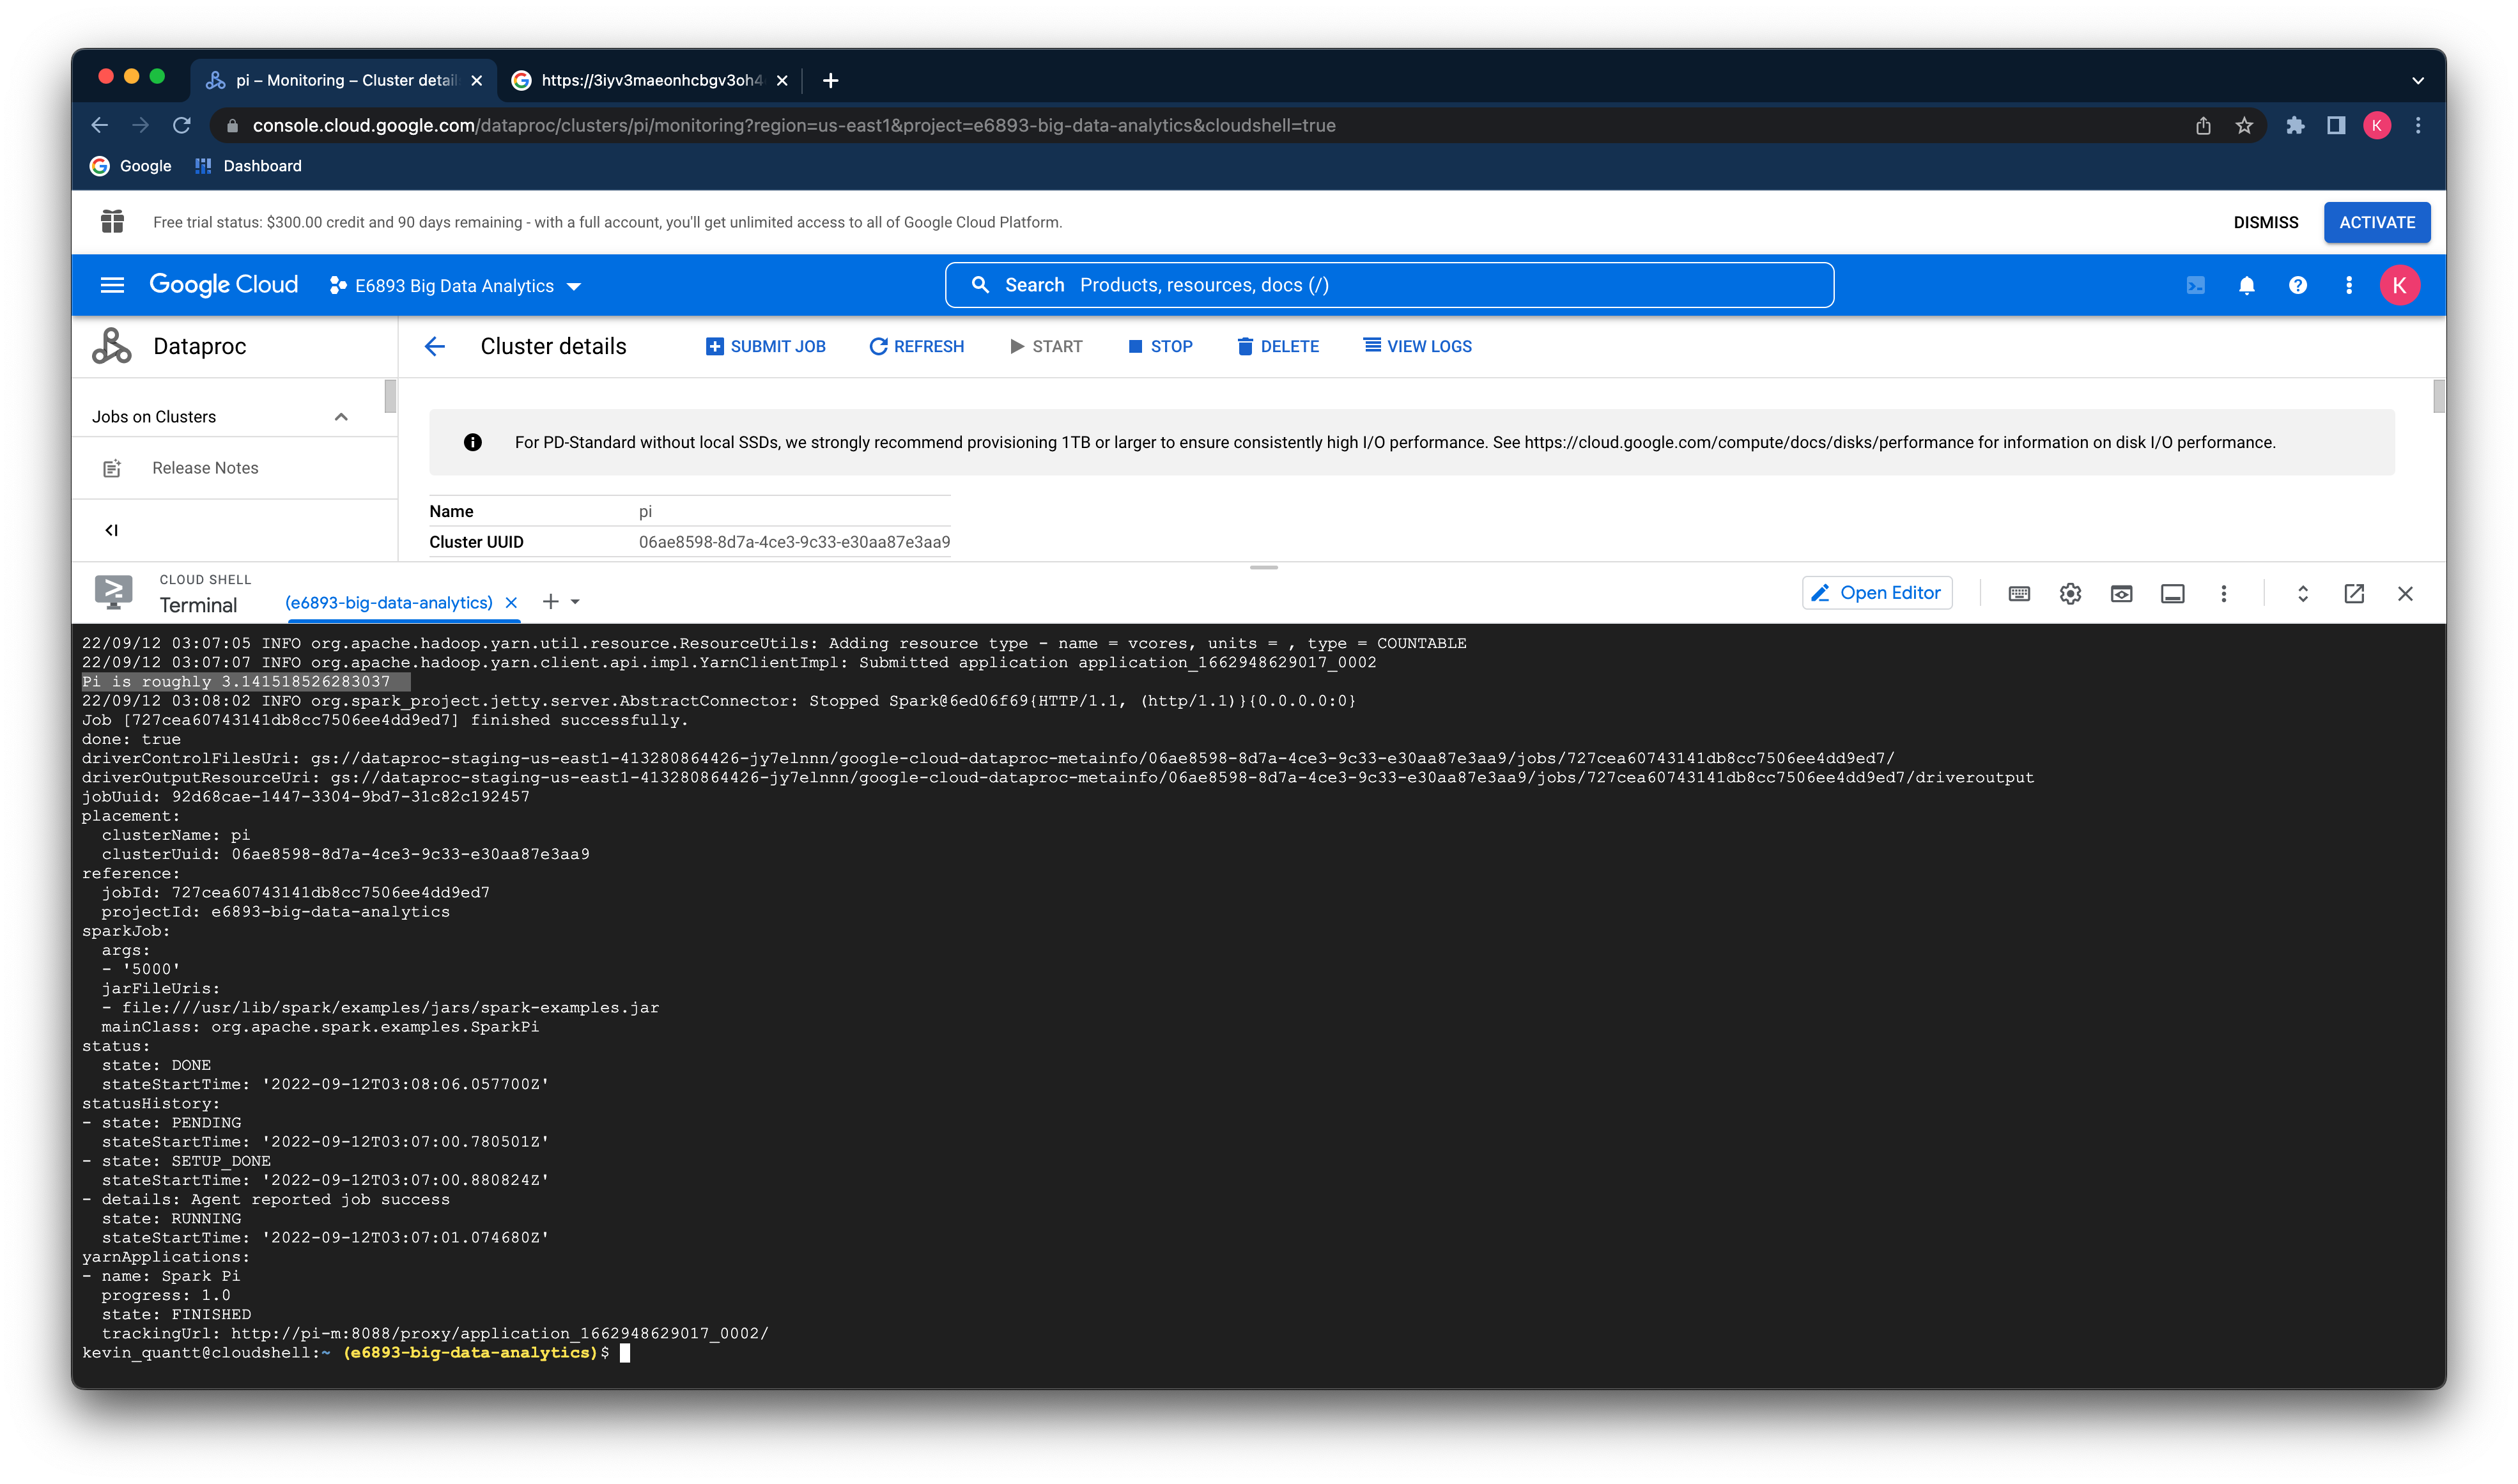 pi – Monitoring – Cluster detail
https://3iyv3maeonhcbgv3oh4
console.cloud.google.com/dataproc/clusters/pi/monitoring?region=us-east1&project=e6893-big-data-analytics&cloudshell=true
K
Google
Dashboard
Free trial status: $300.00 credit and 90 days remaining - with a full account, you'll get unlimited access to all of Google Cloud Platform.
DISMISS
ACTIVATE
Google Cloud
E6893 Big Data Analytics
Search Products, resources, docs (/)
K
Dataproc
Cluster details
SUBMIT JOB
REFRESH
START
STOP
DELETE
VIEW LOGS
Jobs on Clusters
Release Notes
For PD-Standard without local SSDs, we strongly recommend provisioning 1TB or larger to ensure consistently high I/O performance. See https://cloud.google.com/compute/docs/disks/performance for information on disk I/O performance.
Name pi
Cluster UUID 06ae8598-8d7a-4ce3-9c33-e30aa87e3aa9
CLOUD SHELL
Terminal
(e6893-big-data-analytics)
Open Editor
22/09/12 03:07:05 INFO org.apache.hadoop.yarn.util.resource.ResourceUtils: Adding resource type - name = vcores, units = , type = COUNTABLE
22/09/12 03:07:07 INFO org.apache.hadoop.yarn.client.api.impl.YarnClientImpl: Submitted application application_1662948629017_0002
Pi is roughly 3.141518526283037
22/09/12 03:08:02 INFO org.spark_project.jetty.server.AbstractConnector: Stopped Spark@6ed06f69{HTTP/1.1, (http/1.1)}{0.0.0.0:0}
Job [727cea60743141db8cc7506ee4dd9ed7] finished successfully.
done: true
driverControlFilesUri: gs://dataproc-staging-us-east1-413280864426-jy7elnnn/google-cloud-dataproc-metainfo/06ae8598-8d7a-4ce3-9c33-e30aa87e3aa9/jobs/727cea60743141db8cc7506ee4dd9ed7/
driverOutputResourceUri: gs://dataproc-staging-us-east1-413280864426-jy7elnnn/google-cloud-dataproc-metainfo/06ae8598-8d7a-4ce3-9c33-e30aa87e3aa9/jobs/727cea60743141db8cc7506ee4dd9ed7/driveroutput
jobUuid: 92d68cae-1447-3304-9bd7-31c82c192457
placement:
  clusterName: pi
  clusterUuid: 06ae8598-8d7a-4ce3-9c33-e30aa87e3aa9
reference:
  jobId: 727cea60743141db8cc7506ee4dd9ed7
  projectId: e6893-big-data-analytics
sparkJob:
  args:
  - '5000'
  jarFileUris:
  - file:///usr/lib/spark/examples/jars/spark-examples.jar
  mainClass: org.apache.spark.examples.SparkPi
status:
  state: DONE
  stateStartTime: '2022-09-12T03:08:06.057700Z'
statusHistory:
- state: PENDING
  stateStartTime: '2022-09-12T03:07:00.780501Z'
- state: SETUP_DONE
  stateStartTime: '2022-09-12T03:07:00.880824Z'
- details: Agent reported job success
  state: RUNNING
  stateStartTime: '2022-09-12T03:07:01.074680Z'
yarnApplications:
- name: Spark Pi
  progress: 1.0
  state: FINISHED
  trackingUrl: http://pi-m:8088/proxy/application_1662948629017_0002/
kevin_quantt@cloudshell:~ (e6893-big-data-analytics)$